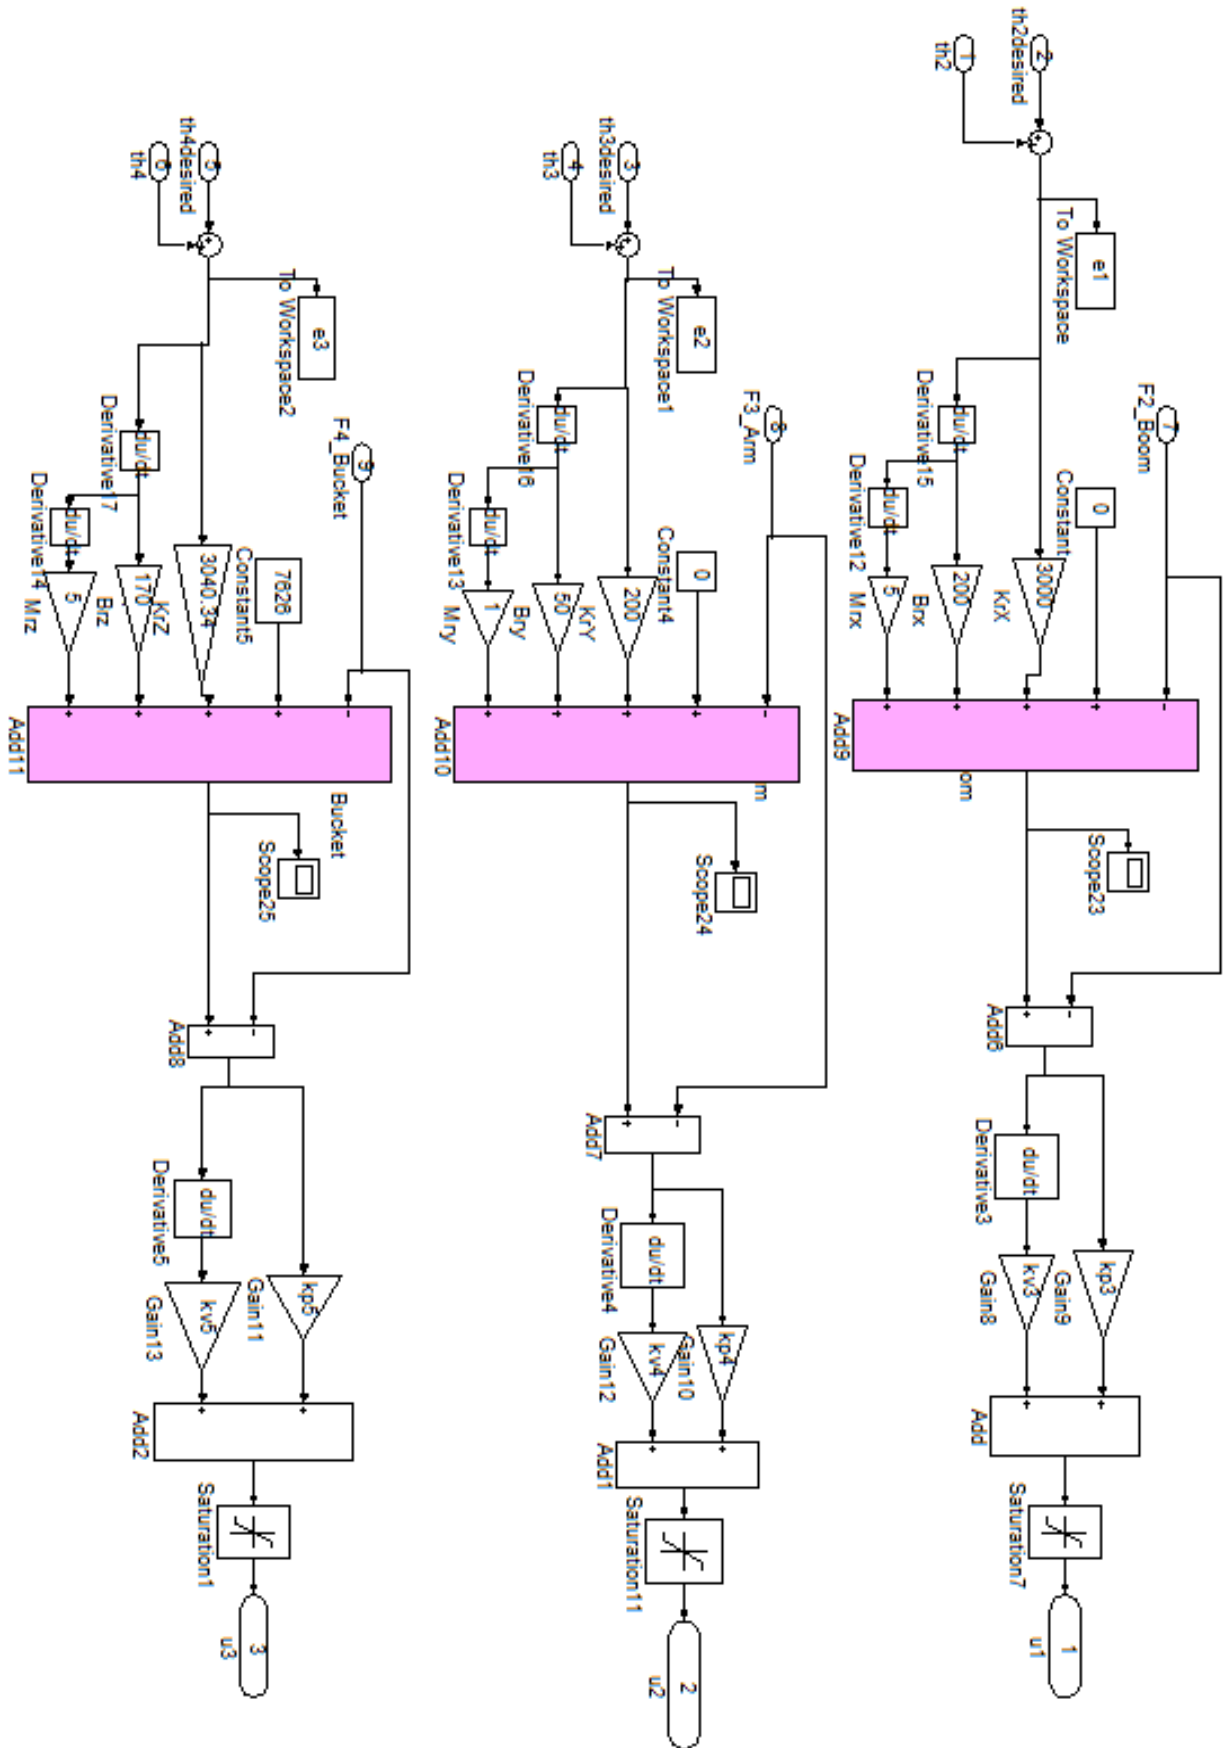 7
F2_Boom
2
th2desired
1
th2
e1
To Workspace
0
Constant
3000
KrX
du/dt
Derivative15
200
Brx
du/dt
Derivative12
5
Mrx
Add9
om
Scope23
Add6
kp3
Gain9
du/dt
Derivative3
kv3
Gain8
Add
Saturation7
1
u1
F3_Arm
3
th3desired
4
th3
e2
To Workspace1
0
Constant4
200
KrY
du/dt
Derivative16
50
Bry
du/dt
Derivative13
1
Mry
Add10
m
Scope24
Add7
kp4
Gain10
du/dt
Derivative4
kv4
Gain12
Add1
Saturation11
2
u2
9
F4_Bucket
5
th4desired
6
th4
e3
To Workspace2
7626
Constant5
3040.34
KrZ
du/dt
Derivative17
170
Brz
du/dt
Derivative14
5
Mrz
Add11
Bucket
Scope25
Add8
kp5
Gain11
du/dt
Derivative5
kv5
Gain13
Add2
Saturation1
3
u3